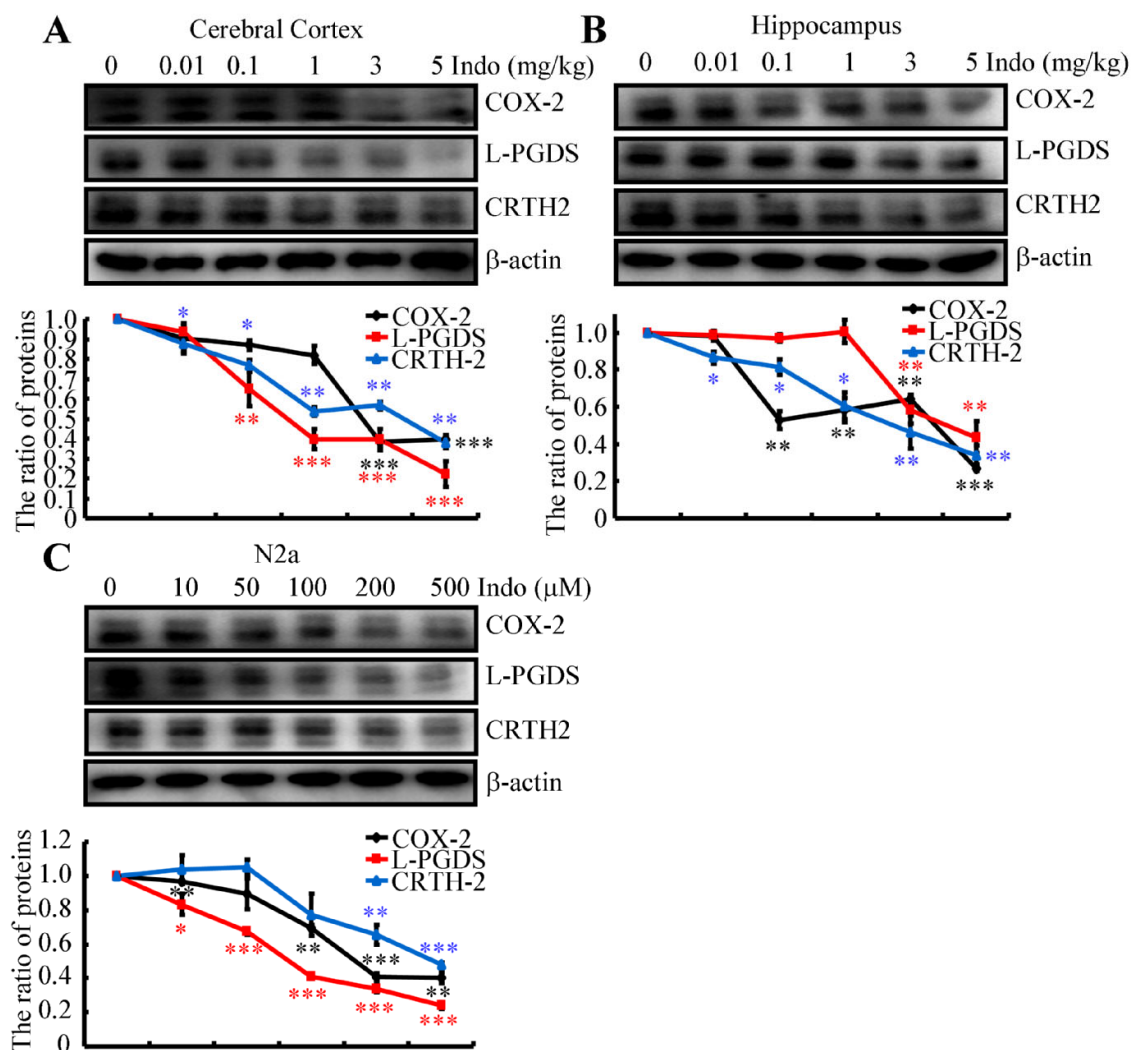 A
Cerebral Cortex
0 0.01 0.1 1 3 5 Indo (mg/kg)
COX-2
L-PGDS
CRTH2
β-actin
COX-2
L-PGDS
CRTH-2
The ratio of proteins
1.0
0.9
0.8
0.7
0.6
0.5
0.4
0.3
0.2
0.1
0
* *
** ** **
** *** *** *** *** ***
B
Hippocampus
0 0.01 0.1 1 3 5 Indo (mg/kg)
COX-2
L-PGDS
CRTH2
β-actin
COX-2
L-PGDS
CRTH-2
The ratio of proteins
1.0
0.8
0.6
0.4
0.2
0
* * * ** **
** ** ** ***
** **
C
N2a
0 10 50 100 200 500 Indo (μM)
COX-2
L-PGDS
CRTH2
β-actin
COX-2
L-PGDS
CRTH-2
The ratio of proteins
1.2
1.0
0.8
0.6
0.4
0.2
0
** ***
** ** *** **
* *** *** *** ***